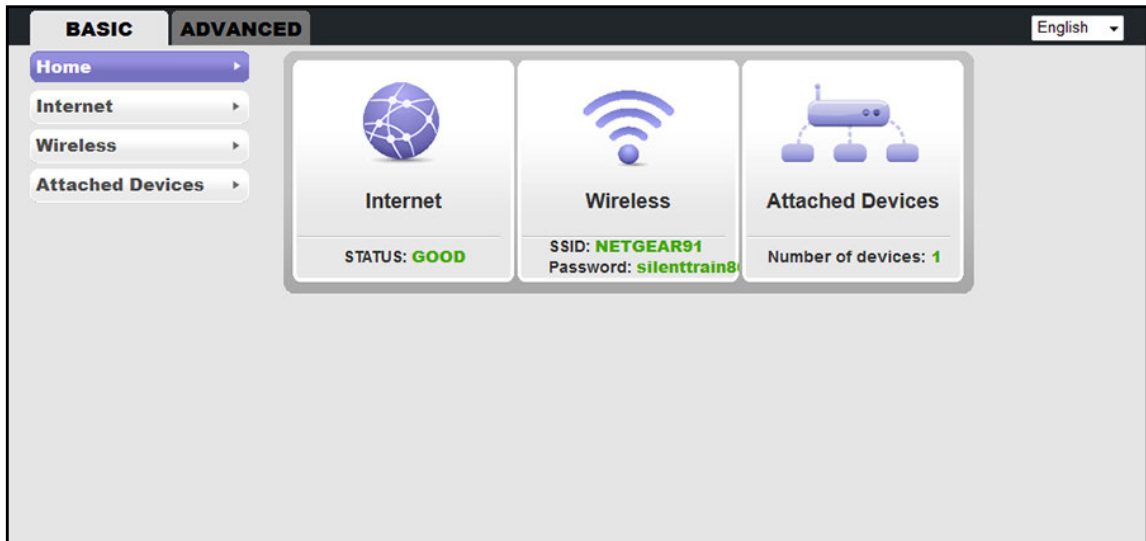 BASIC
ADVANCED
English
Home
Internet
Wireless
Attached Devices
Internet
STATUS: GOOD
Wireless
SSID: NETGEAR91
Password:
Attached Devices
Number of devices: 1